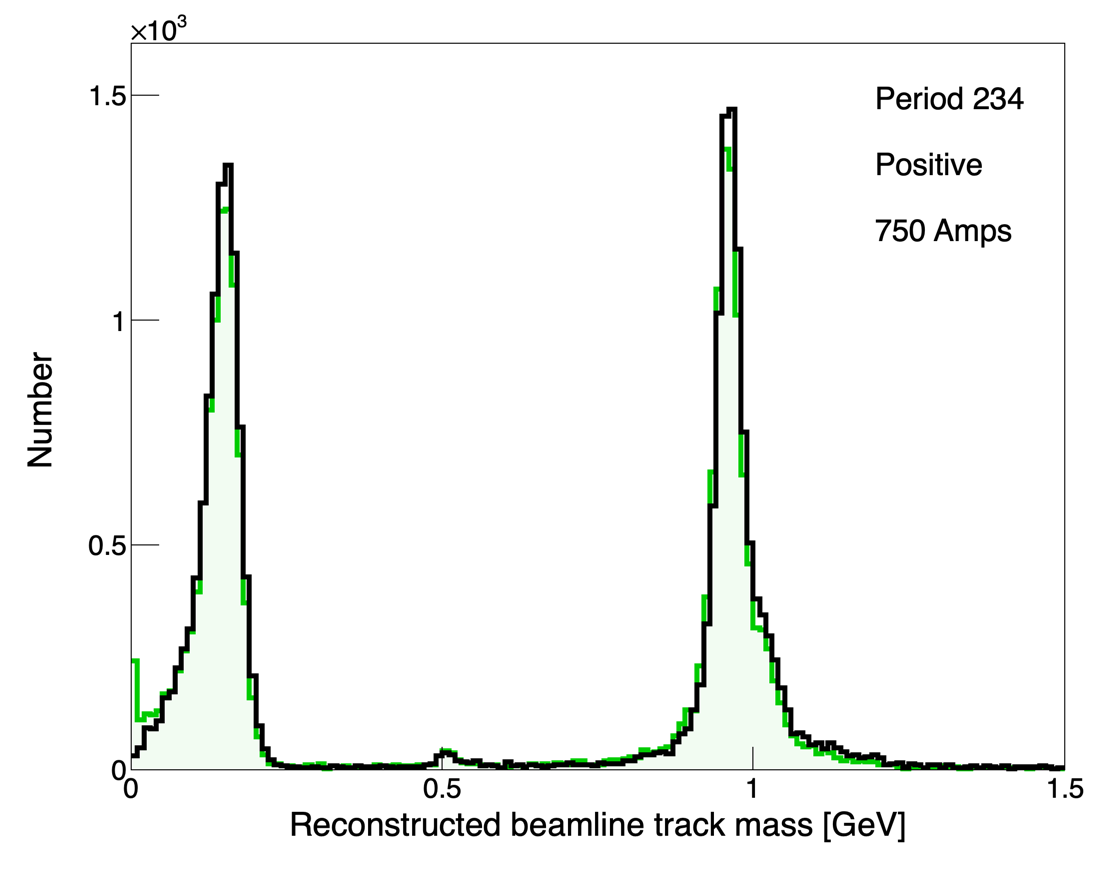 ×10³
1.5
1
0.5
0
Number
Period 234
Positive
750 Amps
0
0.5
1
1.5
Reconstructed beamline track mass [GeV]